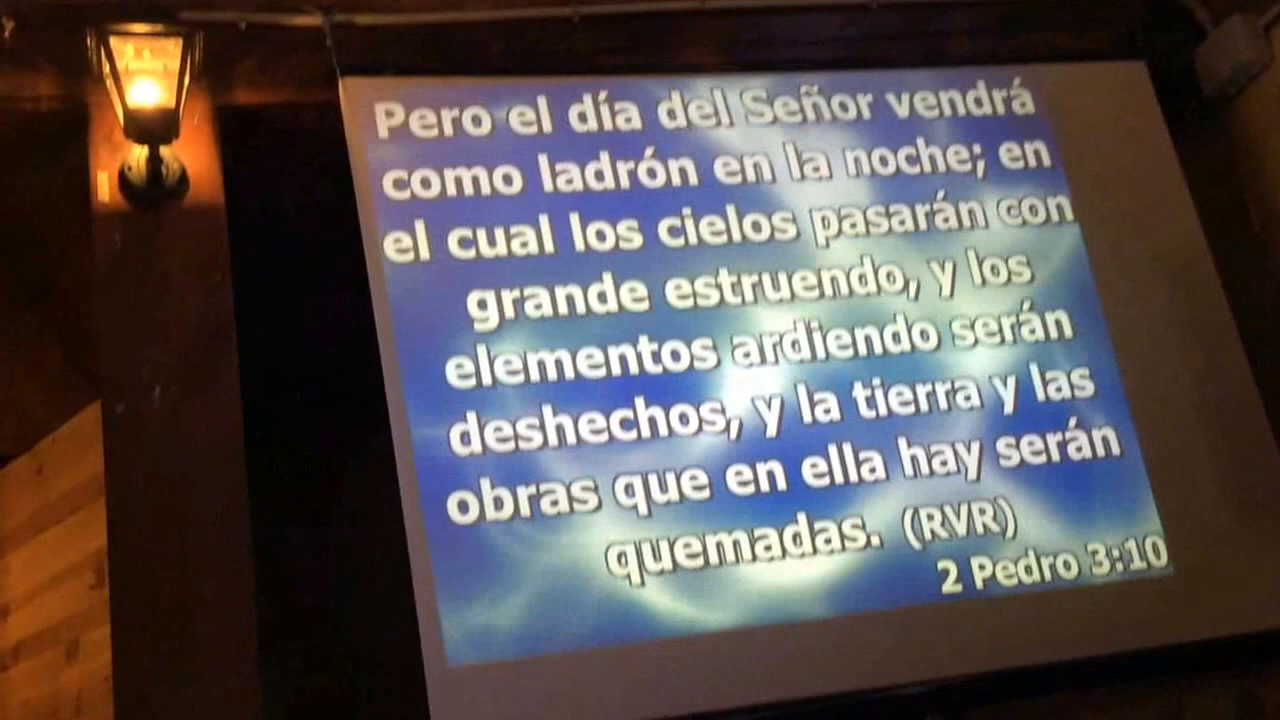 Pero el día del Señor vendrá
como ladrón en la noche; en
el cual los cielos pasarán con
grande estruendo, y los
elementos ardiendo serán
deshechos, y la tierra y las
obras que en ella hay serán
quemadas. (RVR)
2 Pedro 3:10